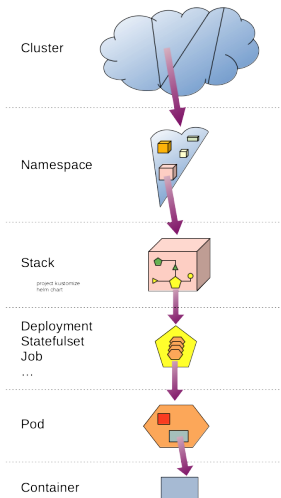 Cluster
Namespace
Stack
project kustomize
helm chart
Deployment
Statefulset
Job
...
Pod
Container